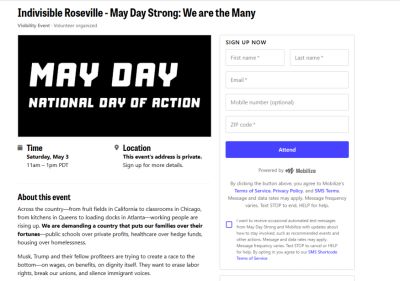 Indivisible Roseville - May Day Strong: We are the Many
Visibility Event · Volunteer organized
MAY DAY
NATIONAL DAY OF ACTION
Time
Saturday, May 3
11am – 1pm PDT
Location
This event's address is private.
Sign up for more details.
About this event
Across the country—from fruit fields in California to classrooms in Chicago,
from kitchens in Queens to loading docks in Atlanta—working people are
rising up. We are demanding a country that puts our families over their
fortunes—public schools over private profits, healthcare over hedge funds,
housing over homelessness.
Musk, Trump and their fellow profiteers are trying to create a race to the
bottom—on wages, on benefits, on dignity itself. They want to erase labor
rights, break our unions, and silence immigrant voices.
SIGN UP NOW
First name*
Last name*
Email*
Mobile number (optional)
ZIP code*
Attend
Powered by Mobilize
By clicking the button above, you agree to Mobilize's
Terms of Service, Privacy Policy, and SMS Terms.
Message and data rates may apply. Message frequency
varies. Text STOP to end, HELP for help.
I want to receive occasional automated text messages
from May Day Strong and Mobilize with updates about
how to stay involved, such as recommended events and
other actions. Message and data rates may apply.
Message frequency varies. Text STOP to cancel or HELP
for help. By opting in you agree to our SMS Shortcode
Terms of Service